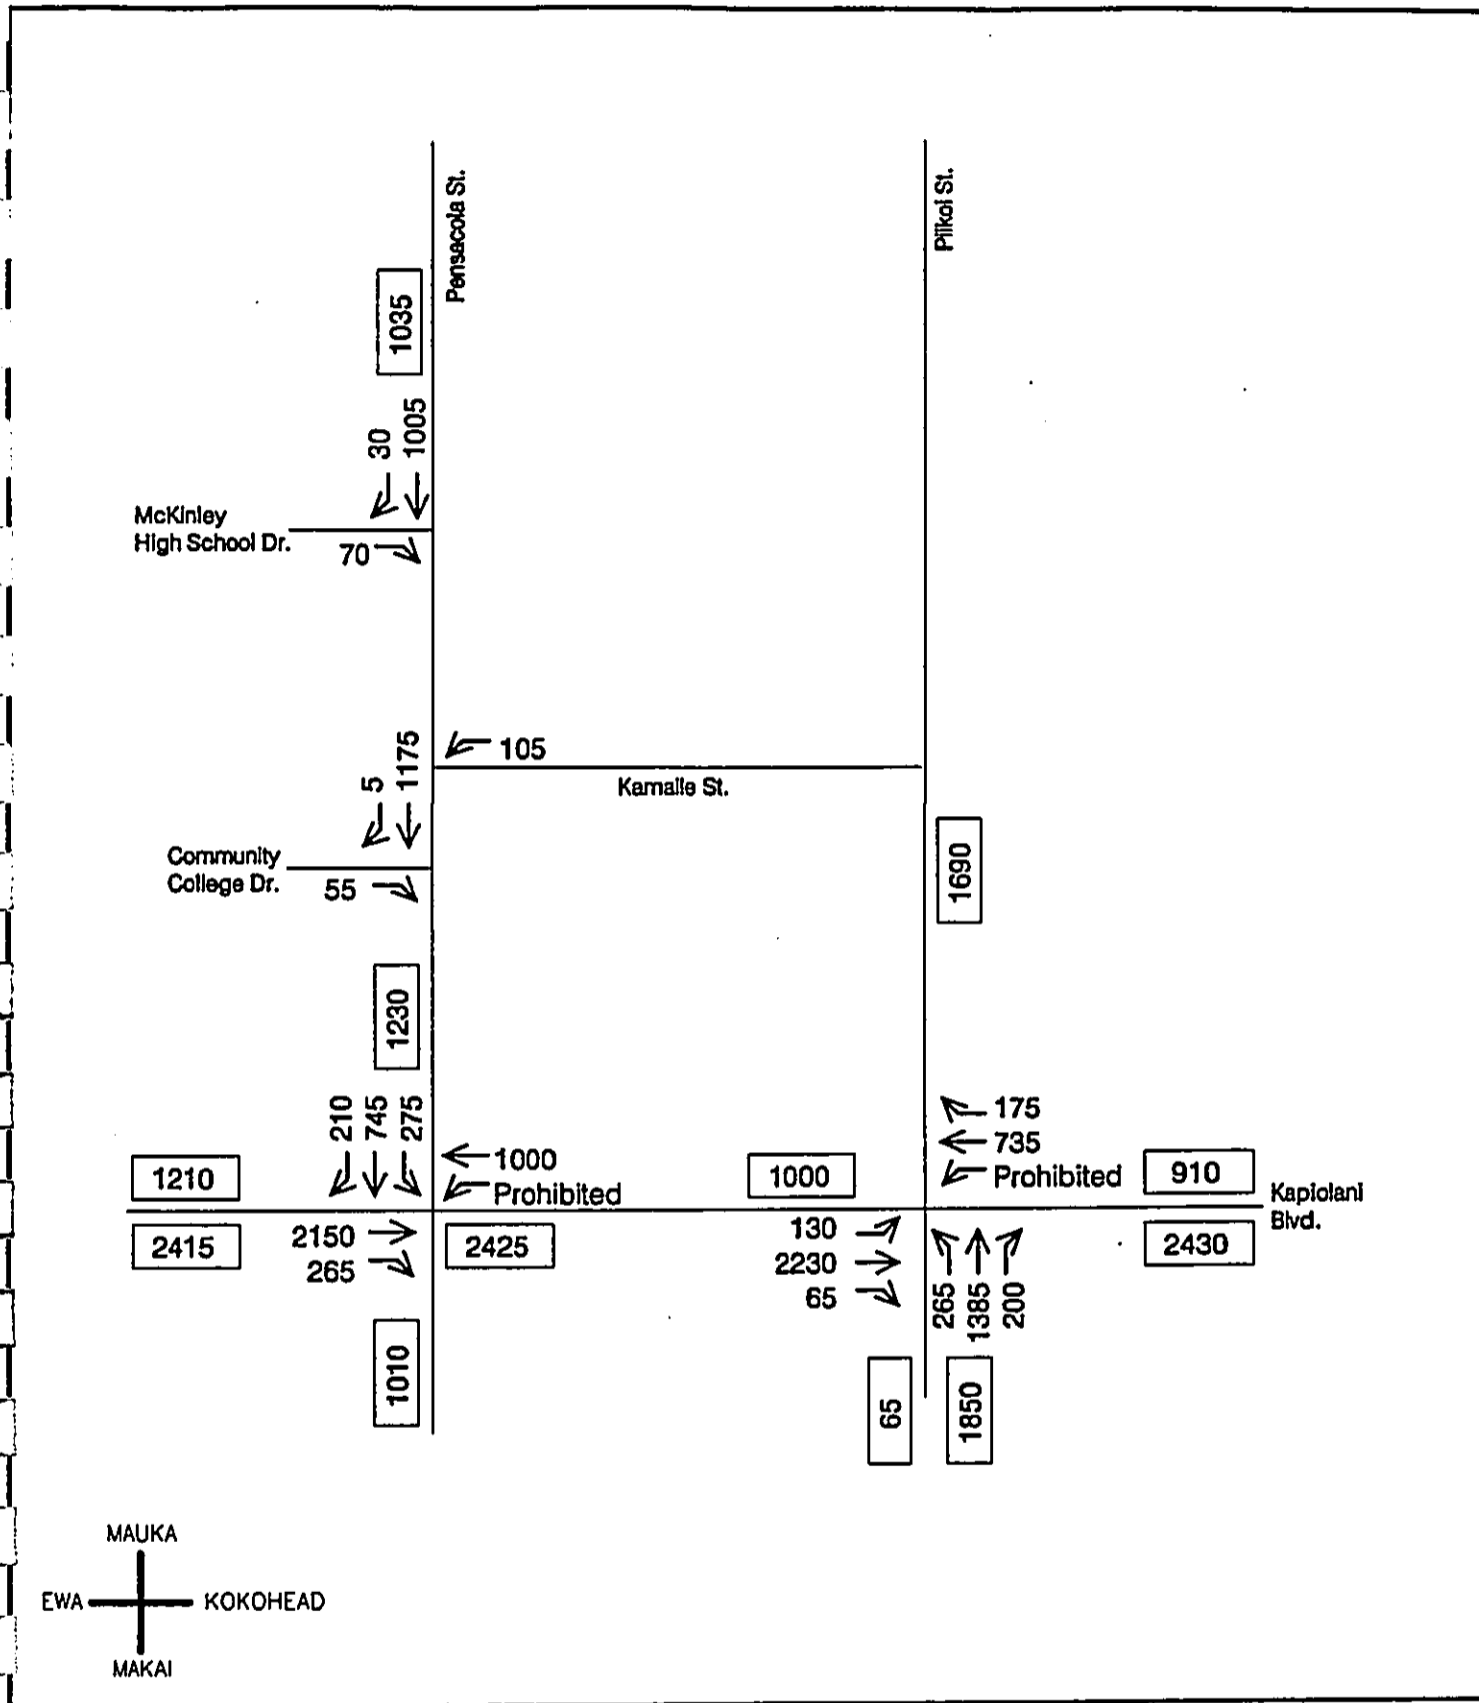 Pensacola St.
Piikoi St.
1035
30
1005
McKinley
High School Dr.
70
105
Kamaile St.
5
1175
Community
College Dr.
55
1690
1230
210
745
275
1000
Prohibited
175
735
Prohibited
1210
1000
910
Kapiolani
Blvd.
2415
2150
265
2425
130
2230
65
2430
265
1385
200
1010
65
1850
MAUKA
EWA
KOKOHEAD
MAKAI